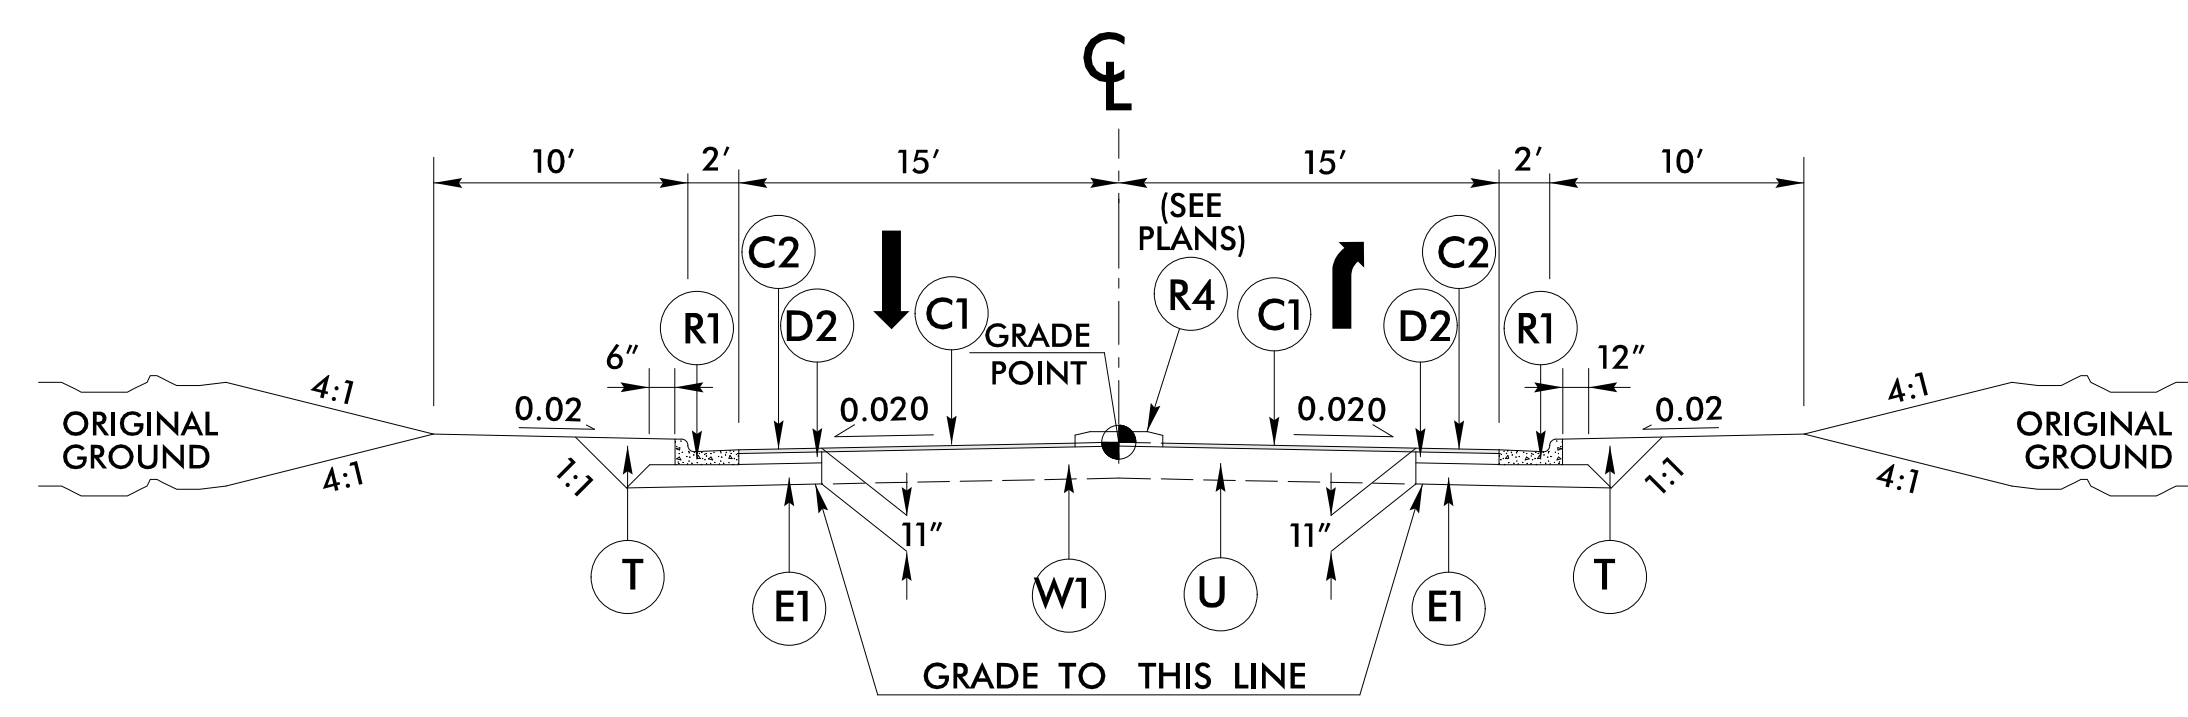 ℄
10' 2' 15' 15' 2' 10'
(SEE
PLANS)
C2 C2
R1 D2 C1 R4 C1 D2 R1
GRADE
POINT
6" 12"
4:1 0.02 0.020 0.020 0.02 4:1
ORIGINAL
GROUND
ORIGINAL
GROUND
4:1 1:1 1:1 4:1
11" 11"
T E1 W1 U E1 T
GRADE TO THIS LINE